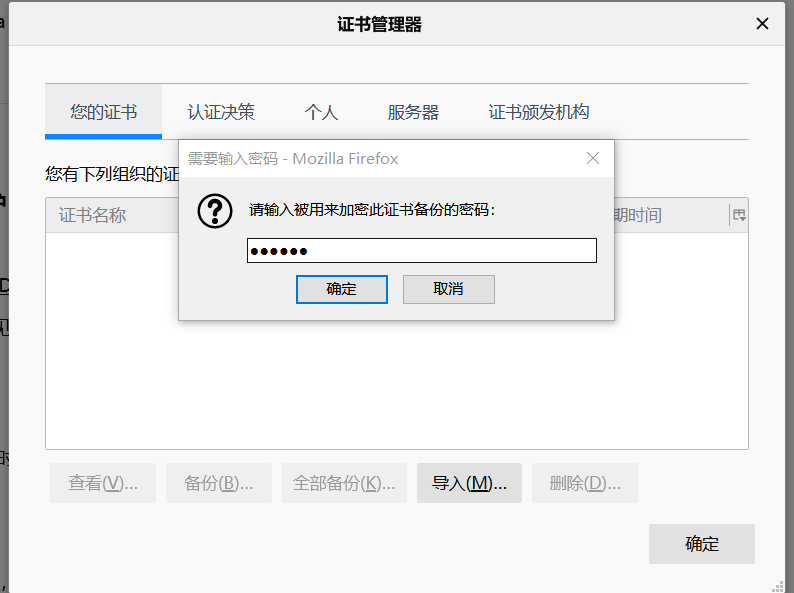 证书管理器
您的证书
认证决策
个人
服务器
证书颁发机构
您有下列组织的证
需要输入密码 - Mozilla Firefox
请输入被用来加密此证书备份的密码：
●●●●●●
确定
取消
证书名称
期时间
查看(V)...
备份(B)...
全部备份(K)...
导入(M)...
删除(D)...
确定